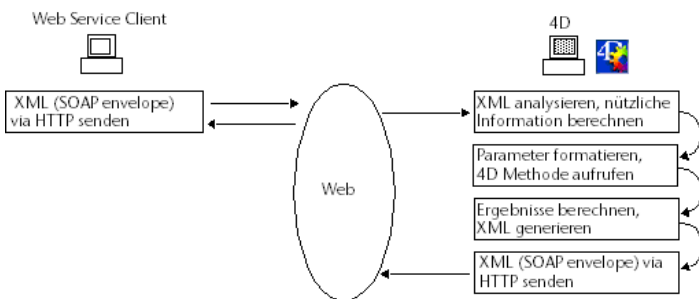 Web Service Client
4D
4D
XML (SOAP envelope)
via HTTP senden
Web
XML analysieren, nützliche
Information berechnen
Parameter formatieren,
4D Methode aufrufen
Ergebnisse berechnen,
XML generieren
XML (SOAP envelope) via
HTTP senden